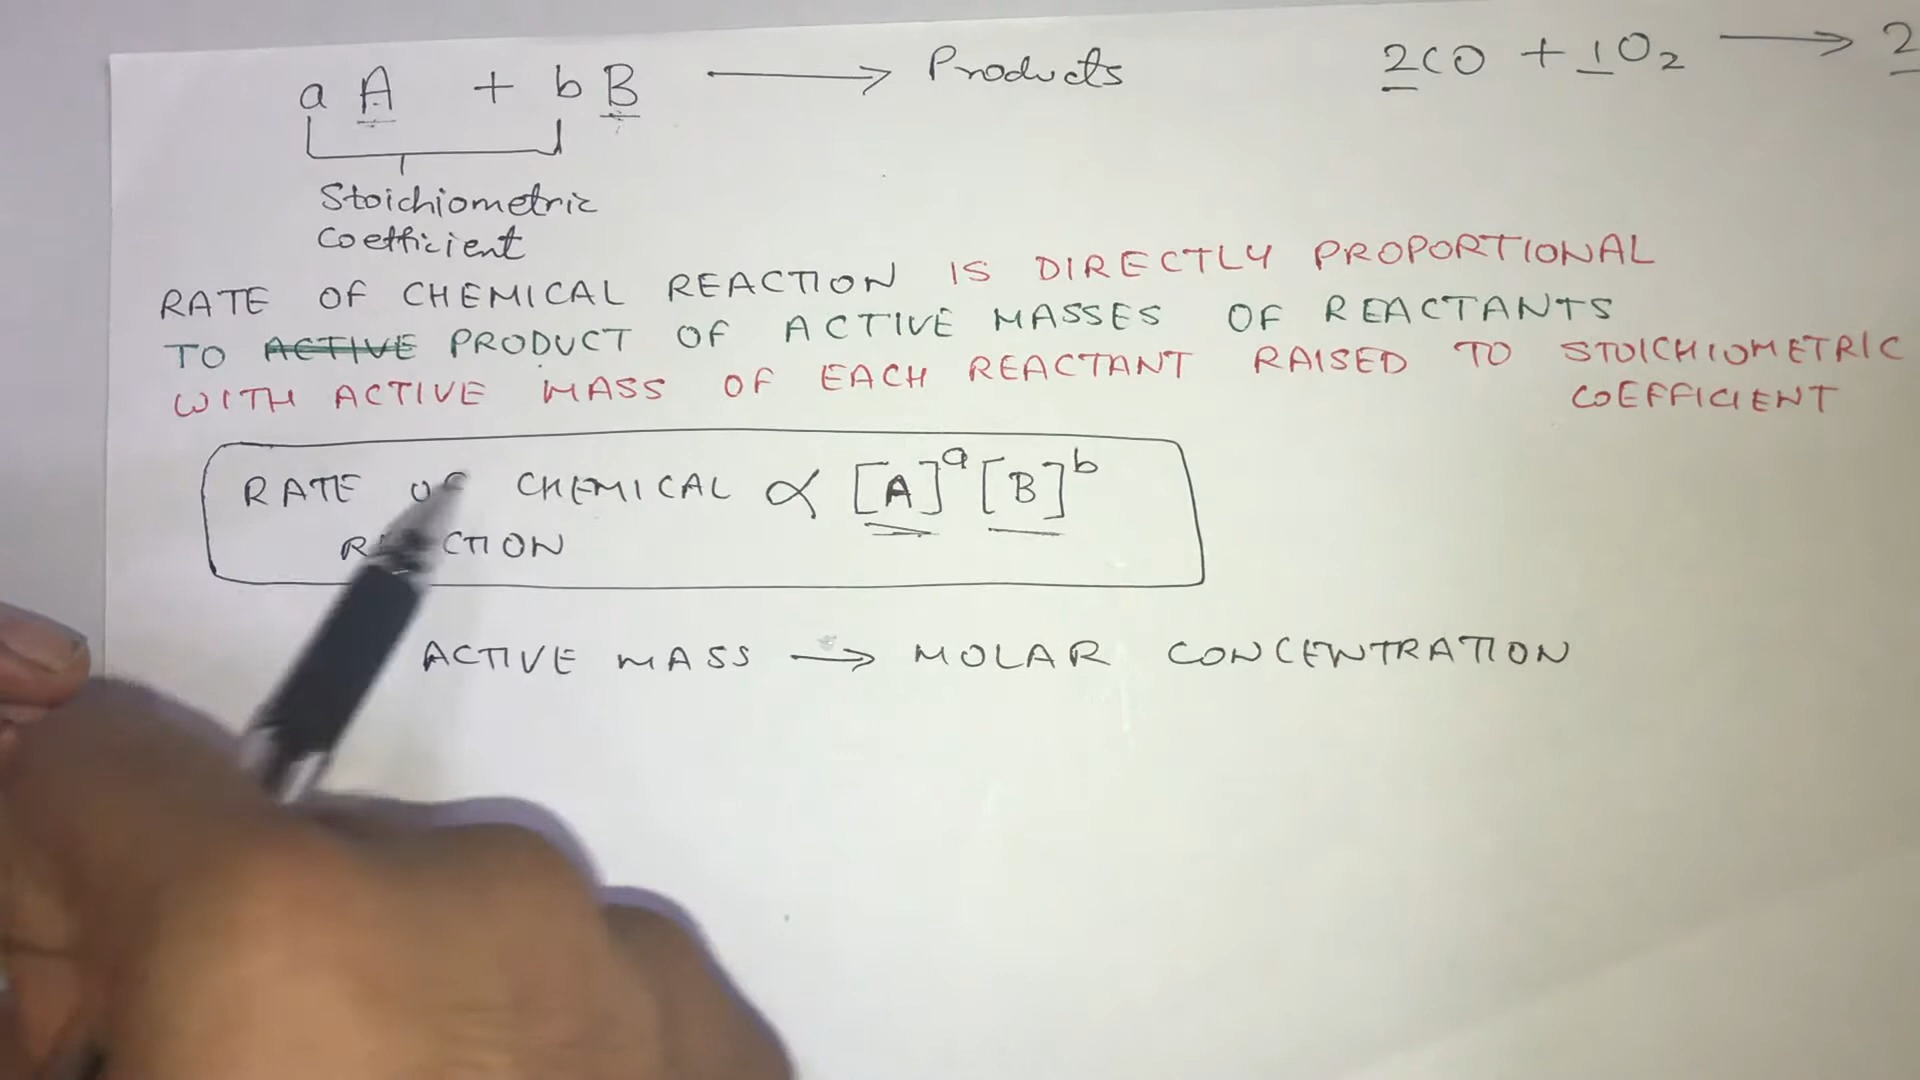 a A + b B ⟶ Products
2CO + 1O₂ ⟶ 2
Stoichiometric
Coefficient
RATE OF CHEMICAL REACTION IS DIRECTLY PROPORTIONAL
TO ACTIVE PRODUCT OF ACTIVE MASSES OF REACTANTS
WITH ACTIVE MASS OF EACH REACTANT RAISED TO STOICHIOMETRIC
COEFFICIENT
RATE OF CHEMICAL ∝ [A]ᵃ [B]ᵇ
REACTION
ACTIVE MASS → MOLAR CONCENTRATION